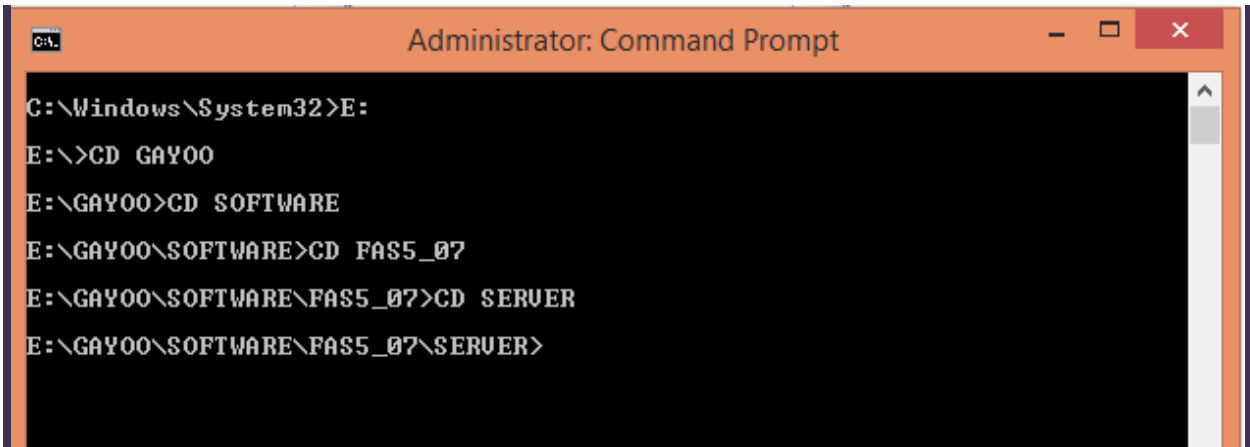 Administrator: Command Prompt
C:\Windows\System32>E:
E:\>CD GAYOO
E:\GAYOO>CD SOFTWARE
E:\GAYOO\SOFTWARE>CD FAS5_07
E:\GAYOO\SOFTWARE\FAS5_07>CD SERVER
E:\GAYOO\SOFTWARE\FAS5_07\SERVER>